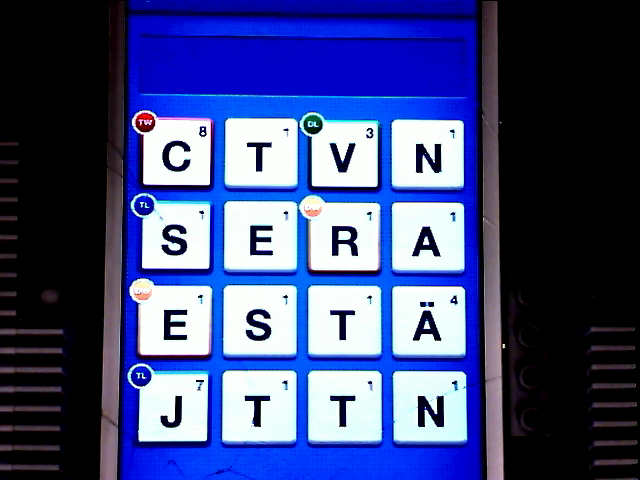 TW 8 DL 3 1 1
C T V N
TL 1 1 DW 1 1
S E R A
DW 1 1 1 4
E S T Ä
TL 7 1 1 1
J T T N